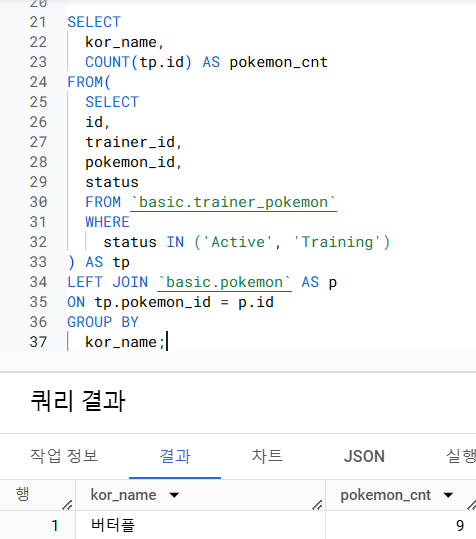 20
21 SELECT
22 kor_name,
23 COUNT(tp.id) AS pokemon_cnt
24 FROM(
25 SELECT
26 id,
27 trainer_id,
28 pokemon_id,
29 status
30 FROM `basic.trainer_pokemon`
31 WHERE
32 status IN ('Active', 'Training')
33 ) AS tp
34 LEFT JOIN `basic.pokemon` AS p
35 ON tp.pokemon_id = p.id
36 GROUP BY
37 kor_name;
쿼리 결과
작업 정보 결과 차트 JSON 실행
행 kor_name pokemon_cnt
1 버터플 9